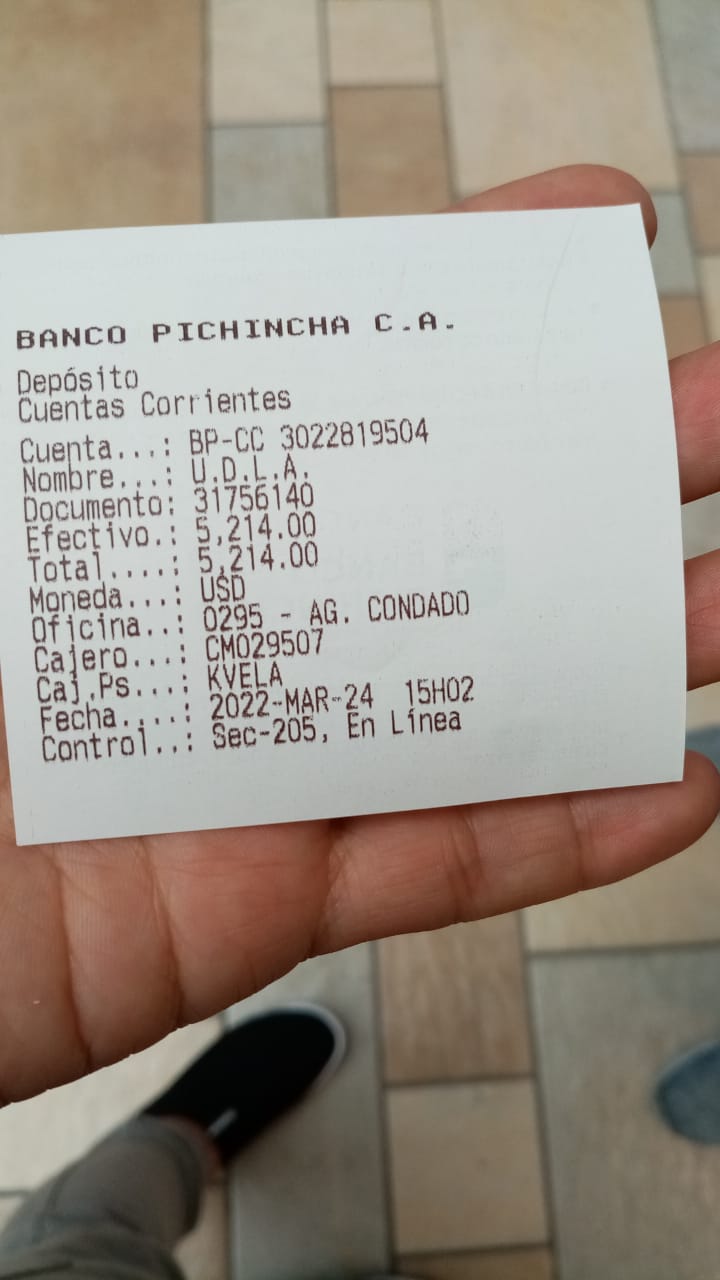 BANCO PICHINCHA C.A.
Depósito
Cuentas Corrientes
Cuenta...: BP-CC 3022819504
Nombre...: U.D.L.A.
Documento: 31756140
Efectivo.: 5,214.00
Total....: 5,214.00
Moneda...: USD
Oficina..: 0295 - AG. CONDADO
Cajero...: CM029507
Caj.Ps...: KVELA
Fecha....: 2022-MAR-24  15H02
Control..: Sec-205, En Línea